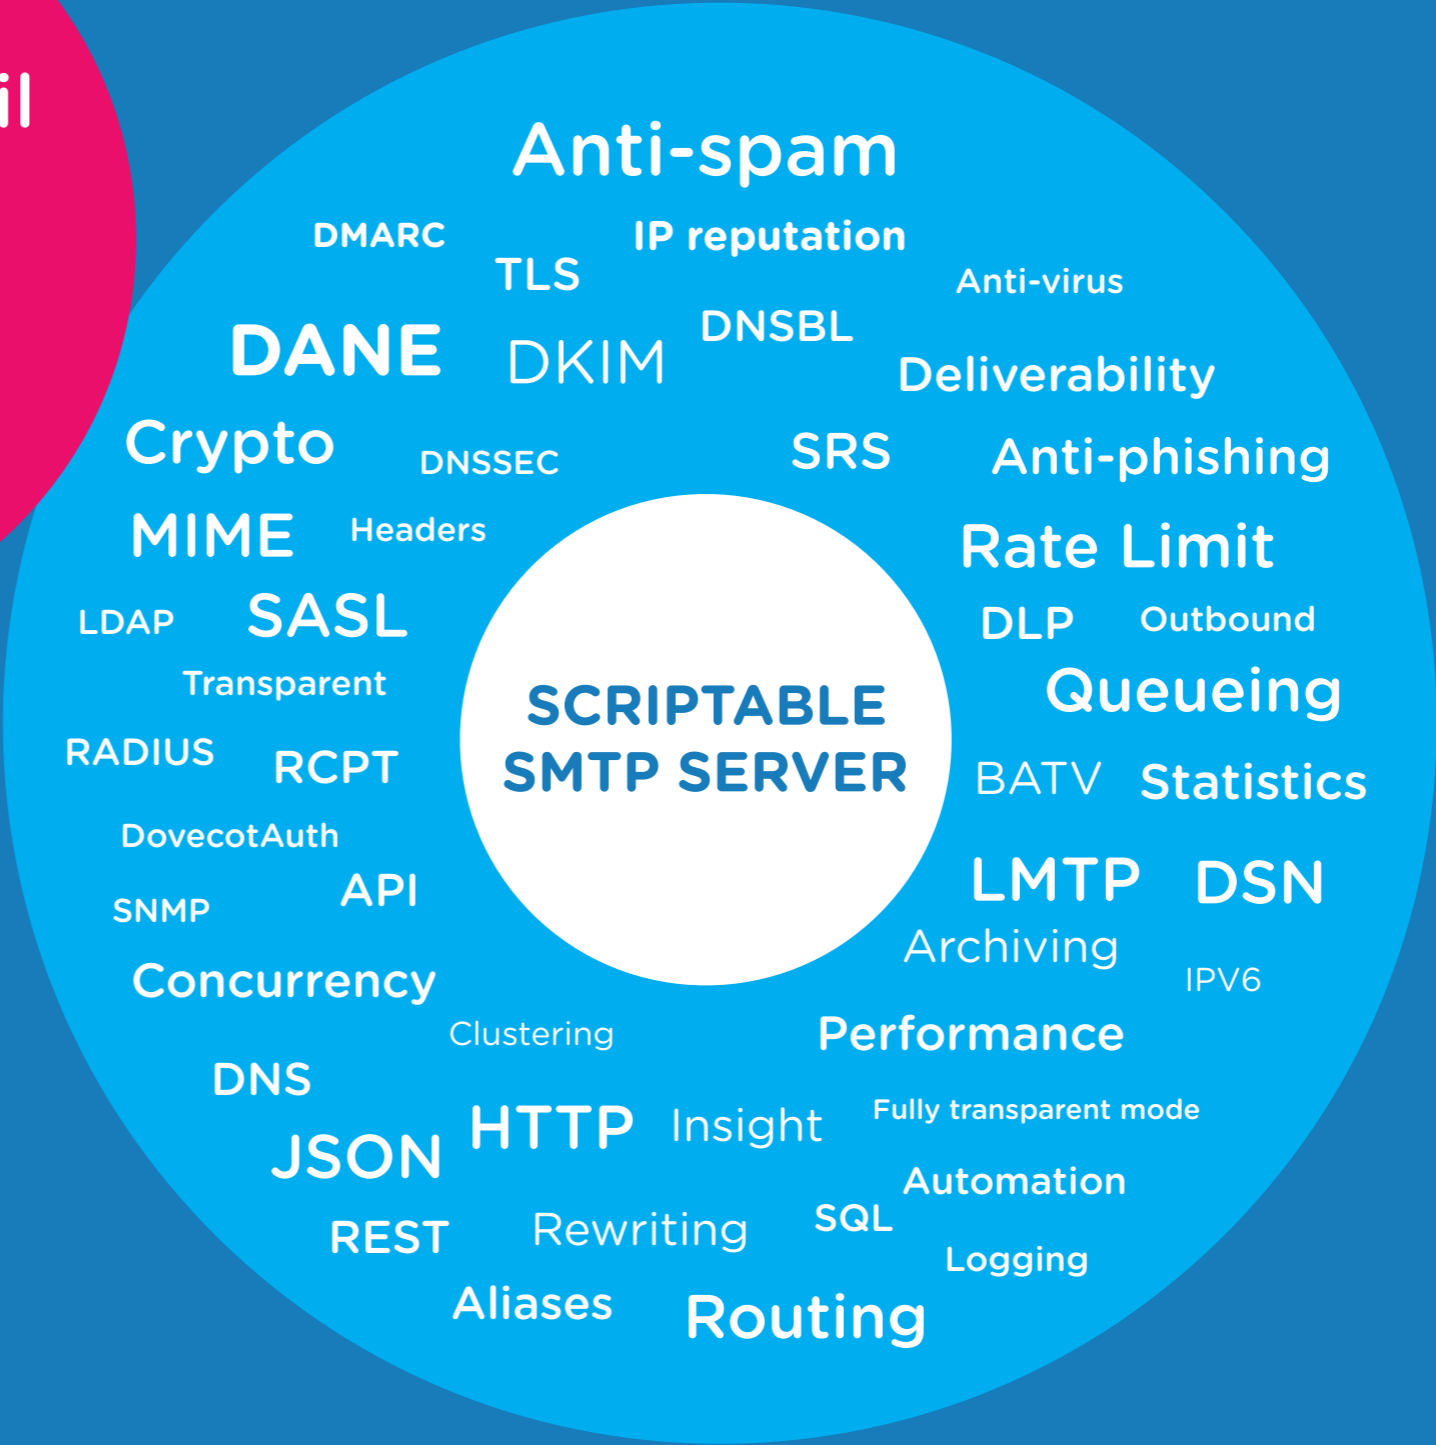 il
Anti-spam
DMARC
IP reputation
TLS
Anti-virus
DNSBL
DANE
DKIM
Deliverability
Crypto
DNSSEC
SRS
Anti-phishing
MIME
Headers
Rate Limit
LDAP
SASL
DLP
Outbound
Transparent
Queueing
SCRIPTABLE
SMTP SERVER
RADIUS
RCPT
BATV
Statistics
DovecotAuth
API
LMTP
DSN
SNMP
Archiving
Concurrency
IPV6
Clustering
Performance
DNS
HTTP
Insight
Fully transparent mode
JSON
Automation
REST
Rewriting
SQL
Logging
Aliases
Routing